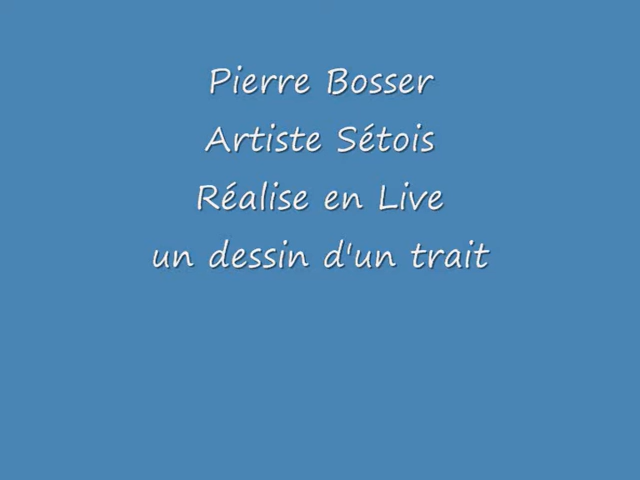 Pierre Bosser
Artiste Sétois
Réalise en Live
un dessin d'un trait